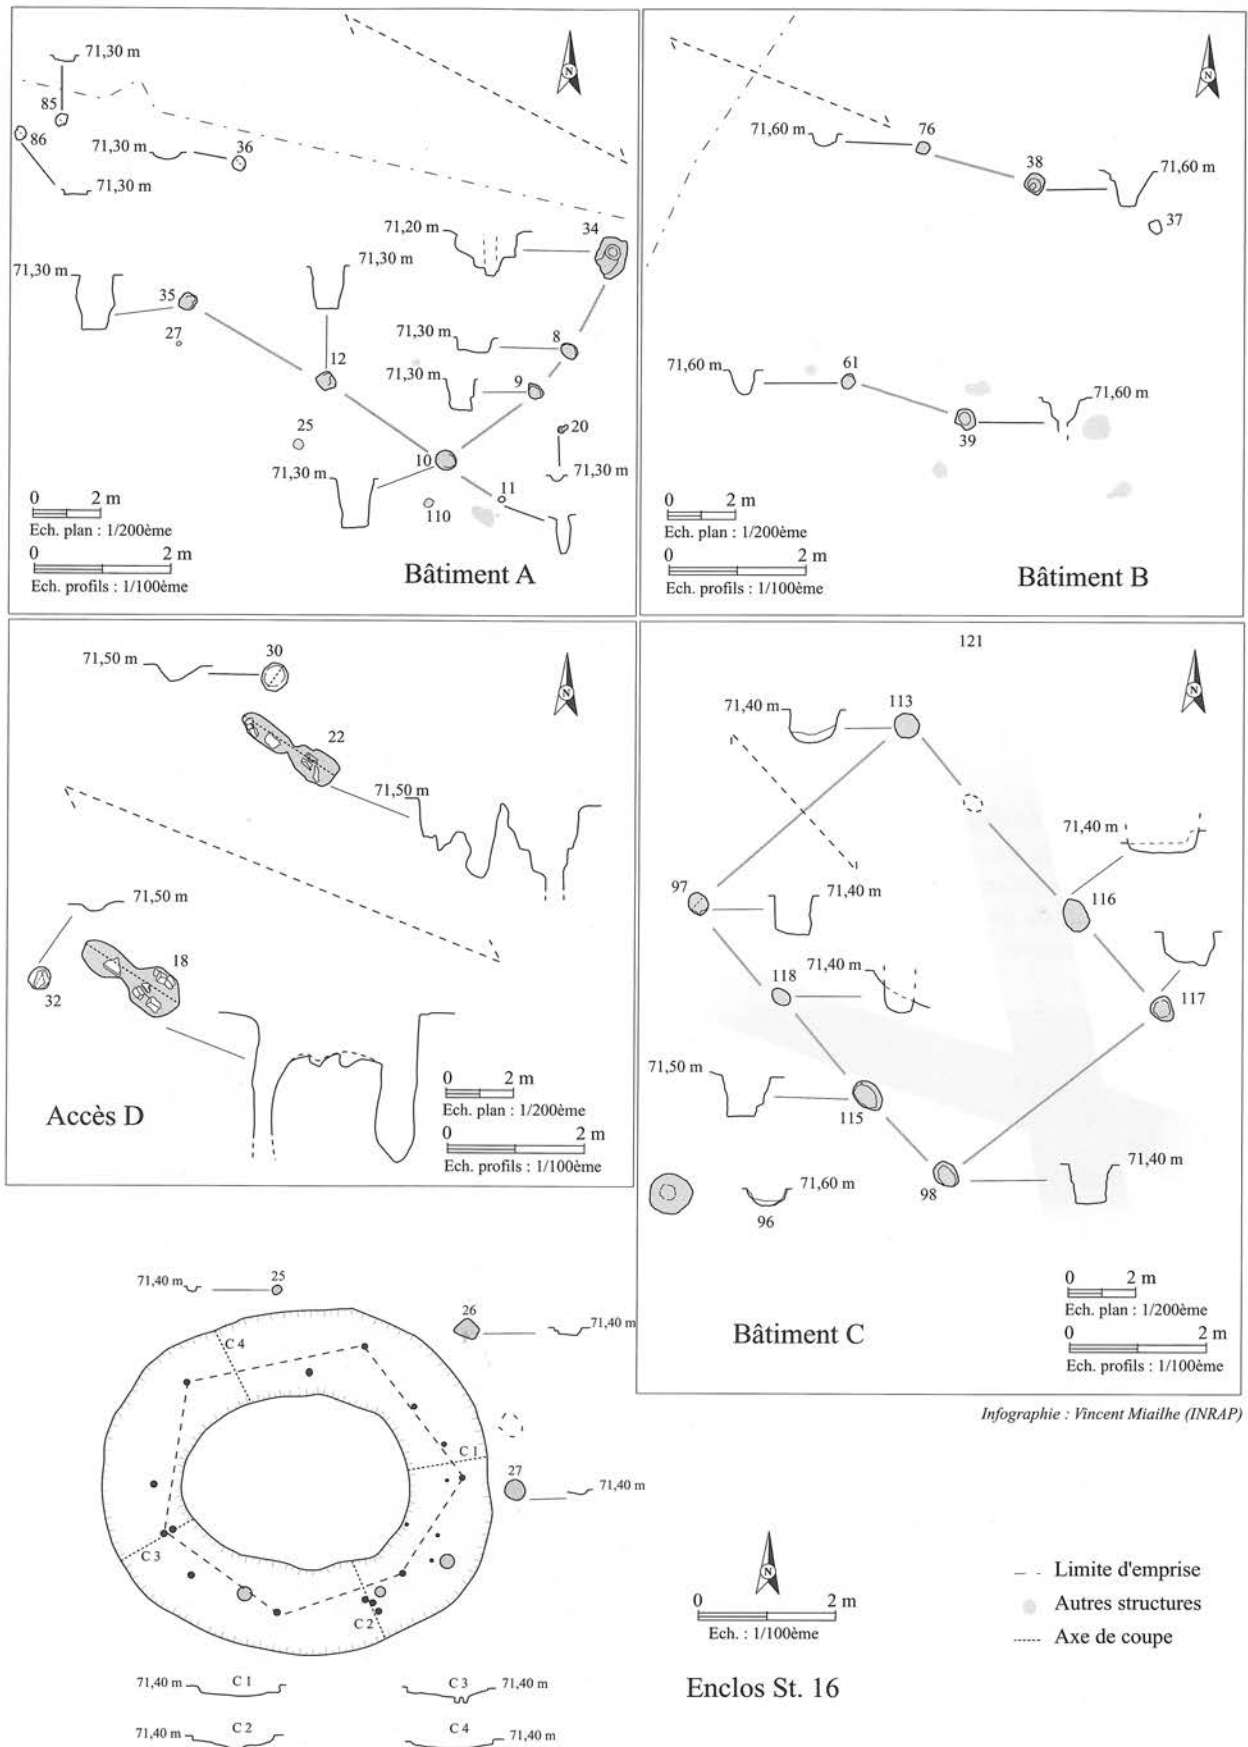 71,30 m
85
86
71,30 m
36
71,30 m
N
71,20 m
34
71,30 m
71,30 m
35
27
12
71,30 m
8
71,30 m
9
25
20
10
71,30 m
71,30 m
11
110
0 2 m
Ech. plan : 1/200ème
0 2 m
Ech. profils : 1/100ème
Bâtiment A
N
71,60 m
76
38
71,60 m
37
71,60 m
61
71,60 m
39
0 2 m
Ech. plan : 1/200ème
0 2 m
Ech. profils : 1/100ème
Bâtiment B
71,50 m
30
N
22
71,50 m
71,50 m
18
32
0 2 m
Ech. plan : 1/200ème
0 2 m
Ech. profils : 1/100ème
Accès D
121
N
71,40 m
113
71,40 m
97
71,40 m
116
118
71,40 m
117
71,50 m
115
71,40 m
98
71,60 m
96
0 2 m
Ech. plan : 1/200ème
0 2 m
Ech. profils : 1/100ème
Bâtiment C
Infographie : Vincent Miailhe (INRAP)
71,40 m
25
26
71,40 m
C 4
C 1
27
71,40 m
C 3
C 2
N
0 2 m
Ech. : 1/100ème
Limite d'emprise
Autres structures
Axe de coupe
71,40 m C 1
C 3 71,40 m
Enclos St. 16
71,40 m C 2
C 4 71,40 m